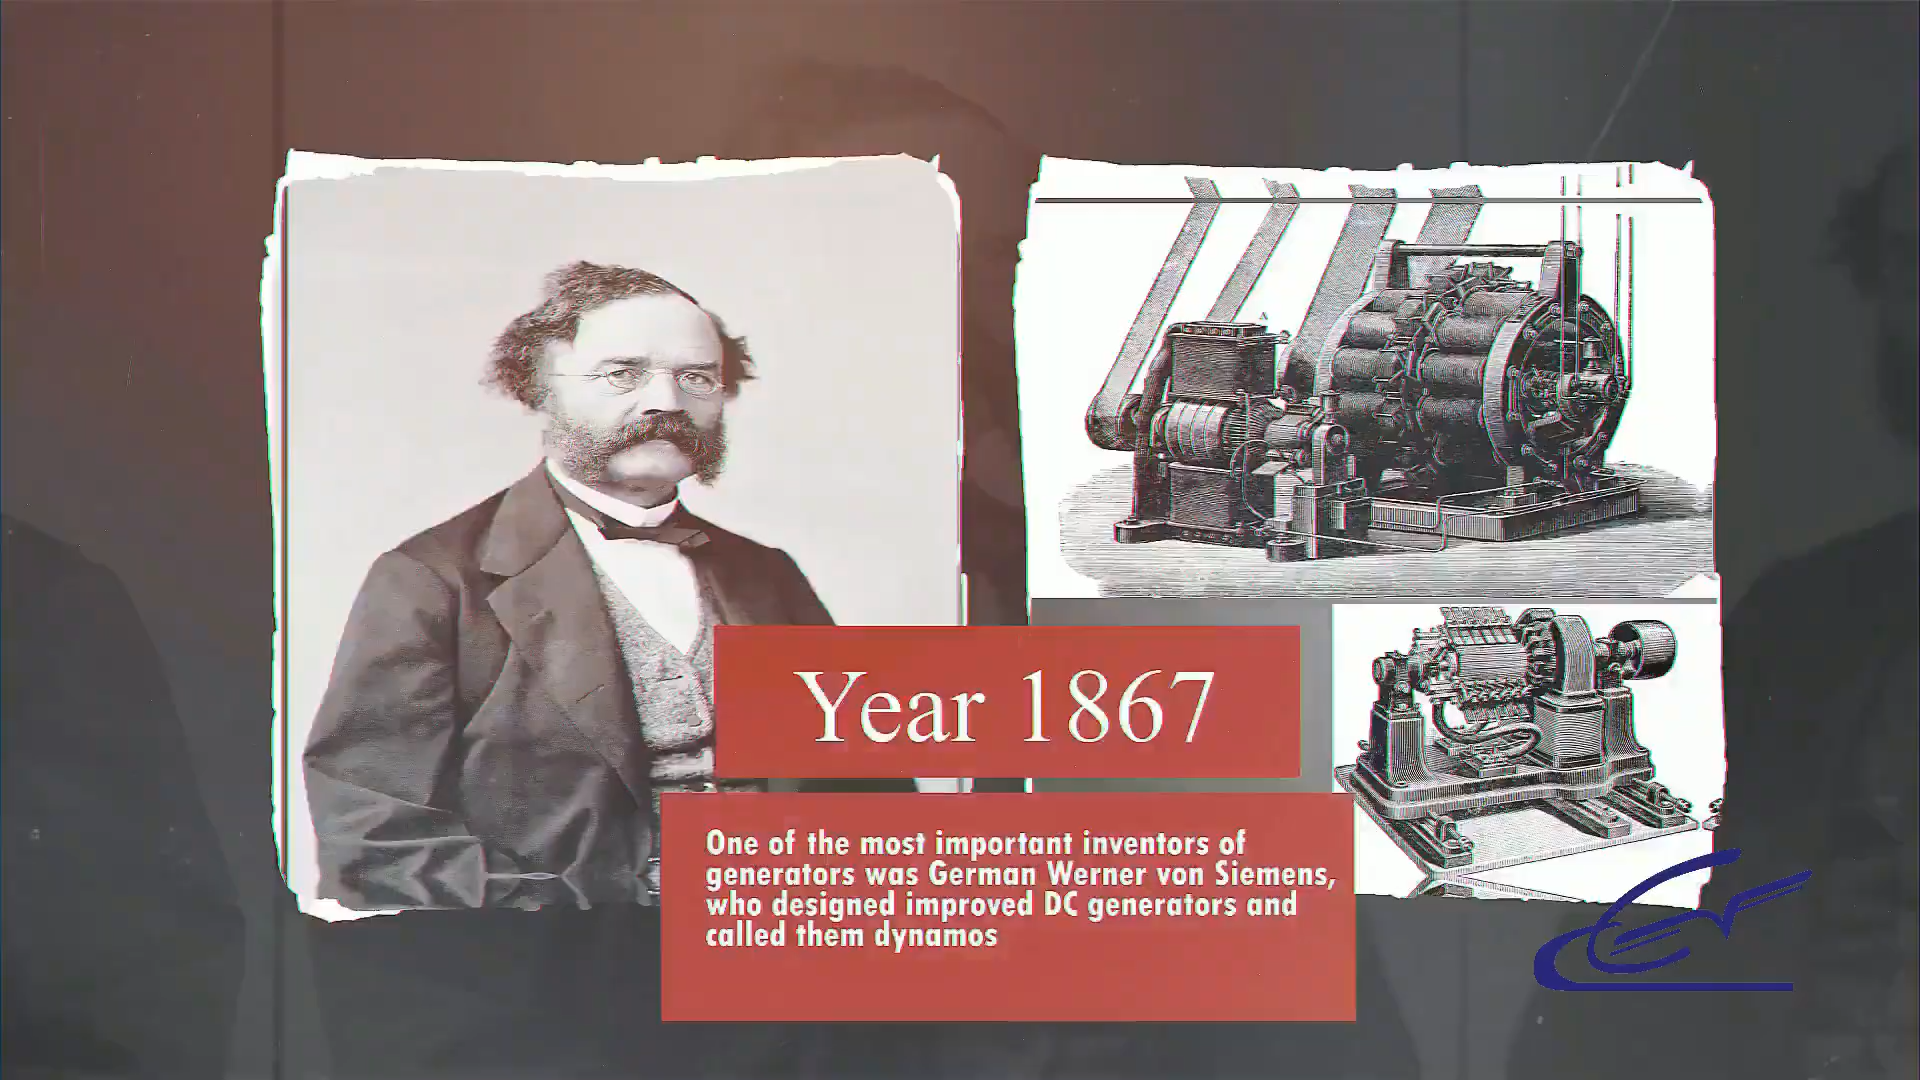 A
Year 1867
One of the most important inventors of
generators was German Werner von Siemens,
who designed improved DC generators and
called them dynamos